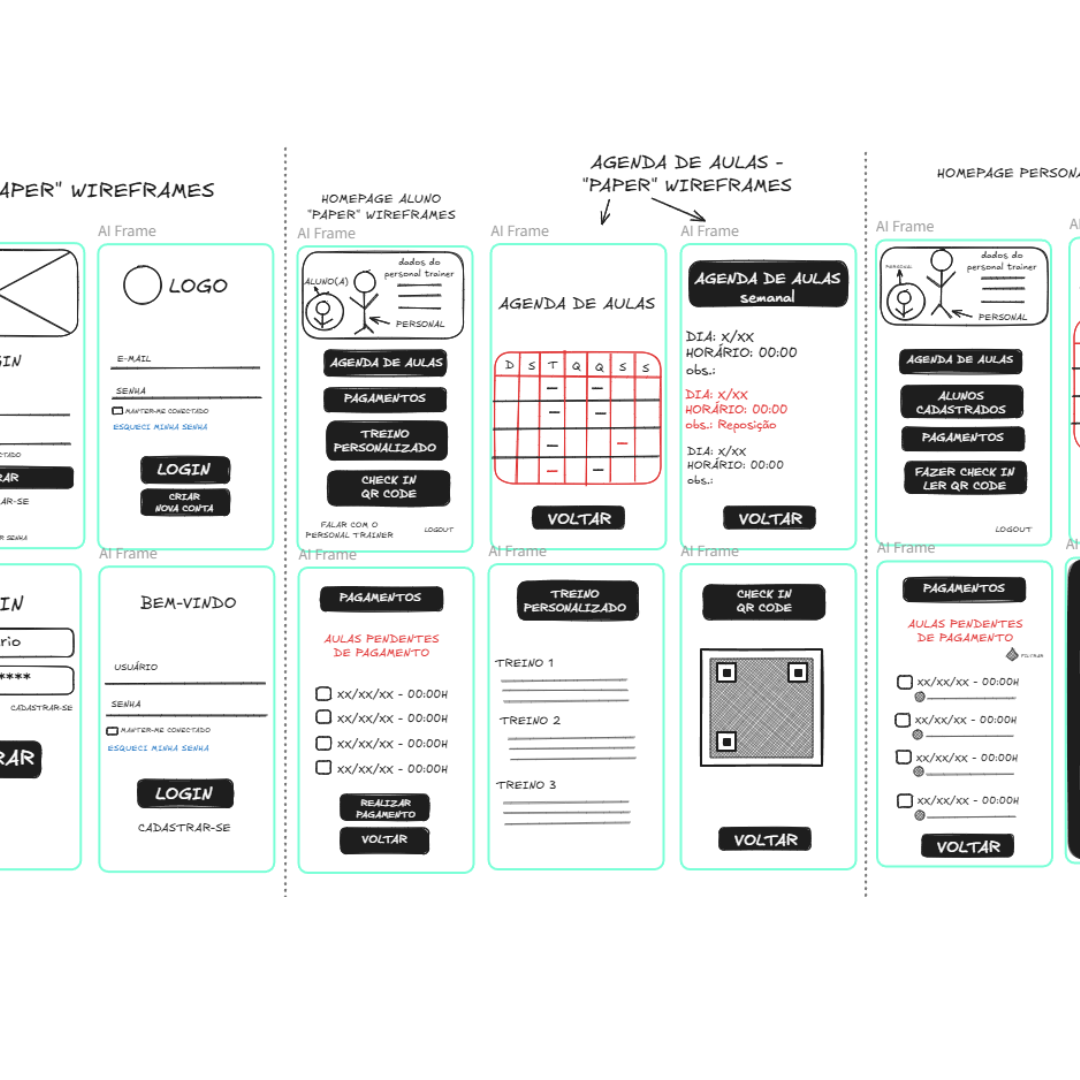 APER" WIREFRAMES
AI Frame
LOGO
GIN
E-MAIL
SENHA
MANTER-ME CONECTADO
ESQUECI MINHA SENHA
LOGIN
CRIAR
NOVA CONTA
CTADO
RAR
AR-SE
R SENHA
AI Frame
IN
rio
****
CADASTRAR-SE
RAR
BEM-VINDO
USUÁRIO
SENHA
MANTER-ME CONECTADO
ESQUECI MINHA SENHA
LOGIN
CADASTRAR-SE
HOMEPAGE ALUNO
"PAPER" WIREFRAMES
AI Frame
dados do
personal trainer
ALUNO(A)
PERSONAL
AGENDA DE AULAS
PAGAMENTOS
TREINO
PERSONALIZADO
CHECK IN
QR CODE
FALAR COM O
PERSONAL TRAINER
LOGOUT
AGENDA DE AULAS -
"PAPER" WIREFRAMES
AI Frame
AGENDA DE AULAS
D S T Q Q S S
VOLTAR
AI Frame
AGENDA DE AULAS
semanal
DIA: X/XX
HORÁRIO: 00:00
obs.:
DIA: X/XX
HORÁRIO: 00:00
obs.: Reposição
DIA: X/XX
HORÁRIO: 00:00
obs.:
VOLTAR
AI Frame
PAGAMENTOS
AULAS PENDENTES
DE PAGAMENTO
XX/XX/XX - 00:00H
XX/XX/XX - 00:00H
XX/XX/XX - 00:00H
XX/XX/XX - 00:00H
REALIZAR
PAGAMENTO
VOLTAR
AI Frame
TREINO
PERSONALIZADO
TREINO 1
TREINO 2
TREINO 3
AI Frame
CHECK IN
QR CODE
VOLTAR
HOMEPAGE PERSONA
AI Frame
AI
PERSONAL
dados do
personal trainer
PERSONAL
AGENDA DE AULAS
ALUNOS
CADASTRADOS
PAGAMENTOS
FAZER CHECK IN
LER QR CODE
LOGOUT
AI Frame
AI
PAGAMENTOS
AULAS PENDENTES
DE PAGAMENTO
FILTRAR
XX/XX/XX - 00:00H
XX/XX/XX - 00:00H
XX/XX/XX - 00:00H
XX/XX/XX - 00:00H
VOLTAR